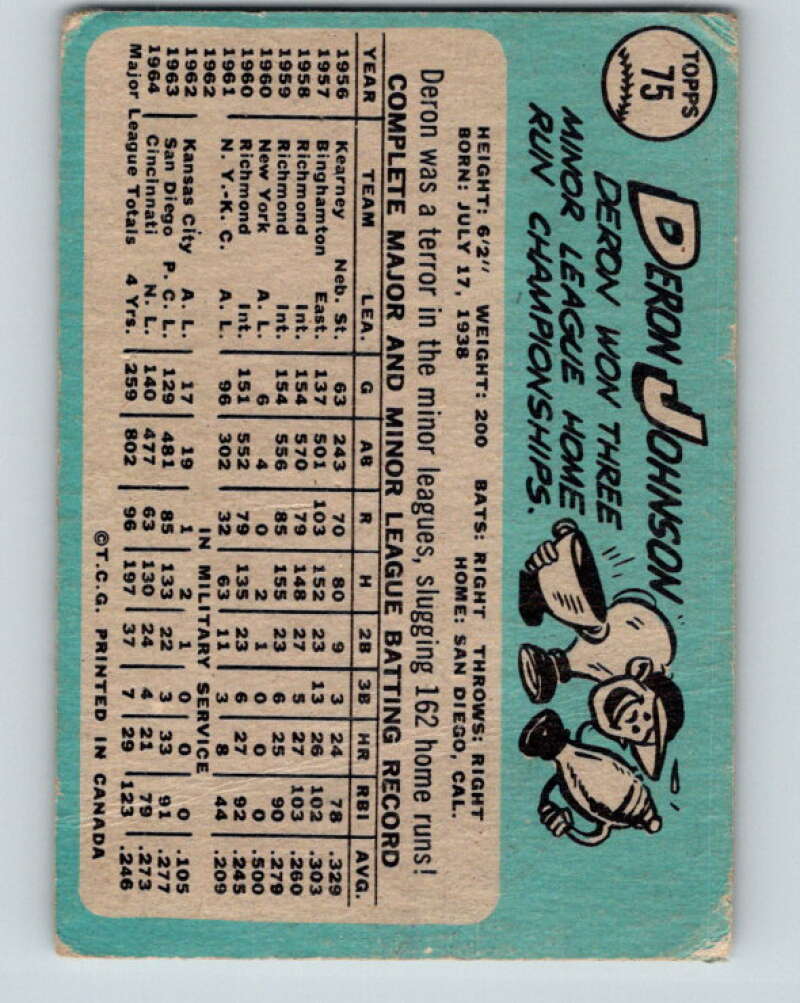 TOPPS
75
DERON JOHNSON
DERON WON THREE
MINOR LEAGUE HOME
RUN CHAMPIONSHIPS.
HEIGHT: 6'2" WEIGHT: 200 BATS: RIGHT THROWS: RIGHT
BORN: JULY 17, 1938 HOME: SAN DIEGO, CAL.
Deron was a terror in the minor leagues, slugging 162 home runs!
COMPLETE MAJOR AND MINOR LEAGUE BATTING RECORD
YEAR TEAM LEA. G AB R H 2B 3B HR RBI AVG.
1956 Kearney Neb. St. 63 243 70 80 9 3 24 78 .329
1957 Binghamton East. 137 501 103 152 23 13 26 102 .303
1958 Richmond Int. 154 570 79 148 27 5 27 103 .260
1959 Richmond Int. 154 556 85 155 23 6 25 90 .279
1960 New York A. L. 6 4 0 2 1 0 0 0 .500
1960 Richmond Int. 151 552 79 135 23 6 27 92 .245
1961 N. Y.-K. C. A. L. 96 302 32 63 11 3 8 44 .209
1962 IN MILITARY SERVICE
1962 Kansas City A. L. 17 19 1 2 1 0 0 0 .105
1963 San Diego P. C. L. 129 481 85 133 22 3 33 91 .277
1964 Cincinnati N. L. 140 477 63 130 24 4 21 79 .273
Major League Totals 4 Yrs. 259 802 96 197 37 7 29 123 .246
©T.C.G. PRINTED IN CANADA